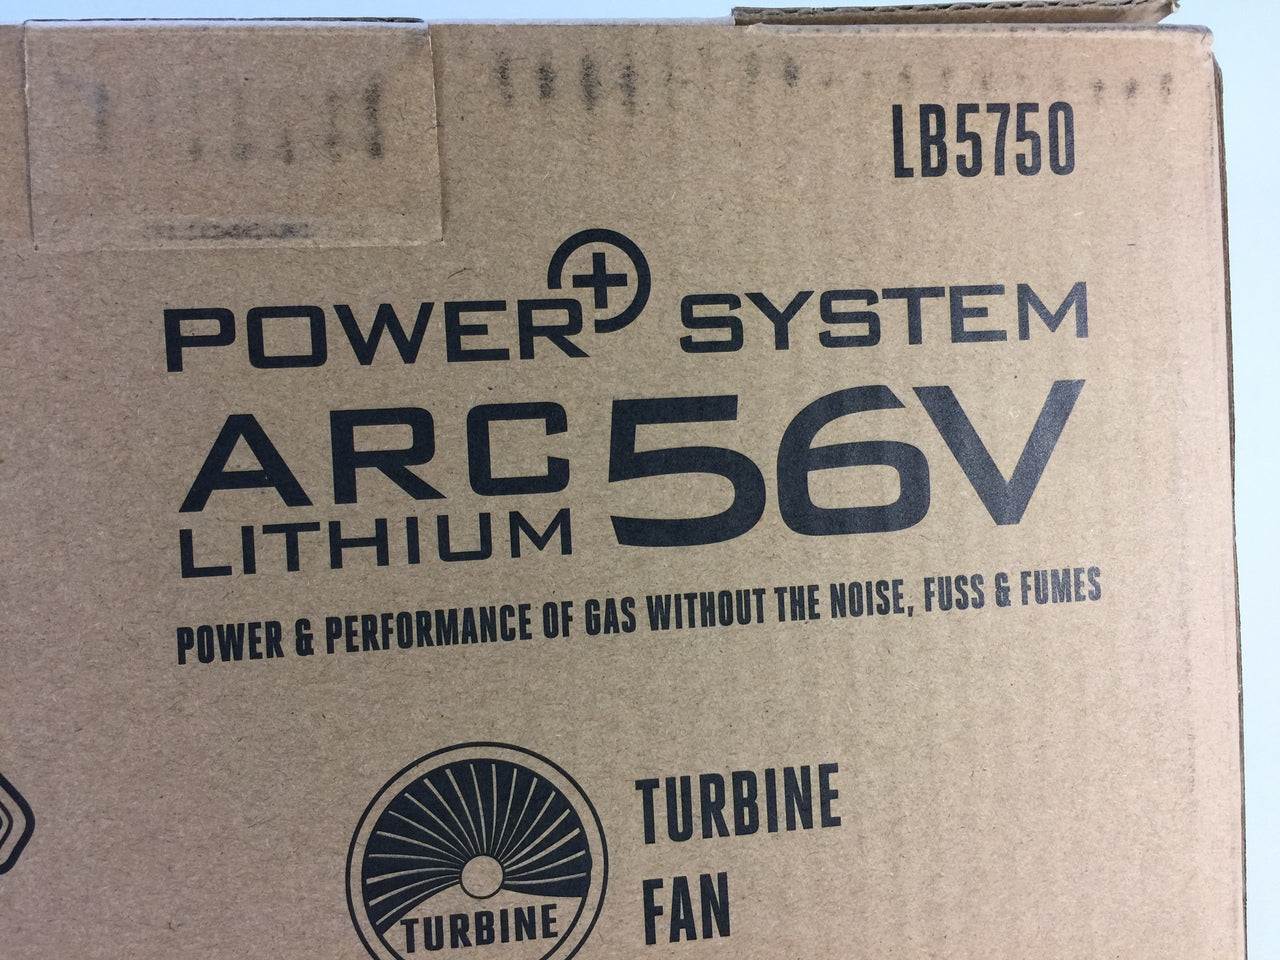 LB5750
POWER+ SYSTEM
ARC LITHIUM 56V
POWER & PERFORMANCE OF GAS WITHOUT THE NOISE, FUSS & FUMES
TURBINE
FAN
TURBINE